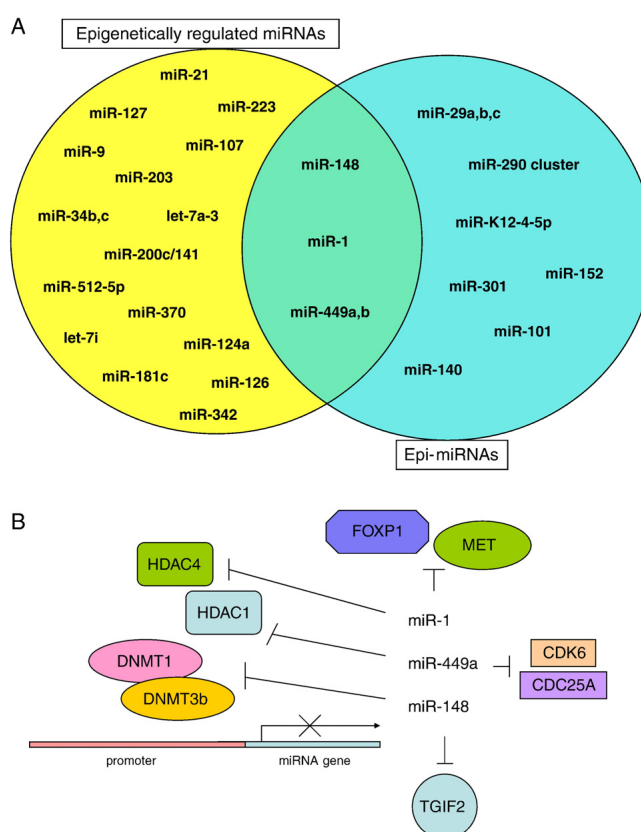 A
Epigenetically regulated miRNAs
miR-21
miR-127
miR-223
miR-9
miR-107
miR-203
miR-34b,c
let-7a-3
miR-200c/141
miR-512-5p
miR-370
let-7i
miR-124a
miR-181c
miR-126
miR-342
miR-148
miR-1
miR-449a,b
miR-29a,b,c
miR-290 cluster
miR-K12-4-5p
miR-152
miR-301
miR-101
miR-140
Epi-miRNAs
B
FOXP1
MET
HDAC4
HDAC1
miR-1
DNMT1
miR-449a
CDK6
CDC25A
DNMT3b
miR-148
promoter
miRNA gene
TGIF2